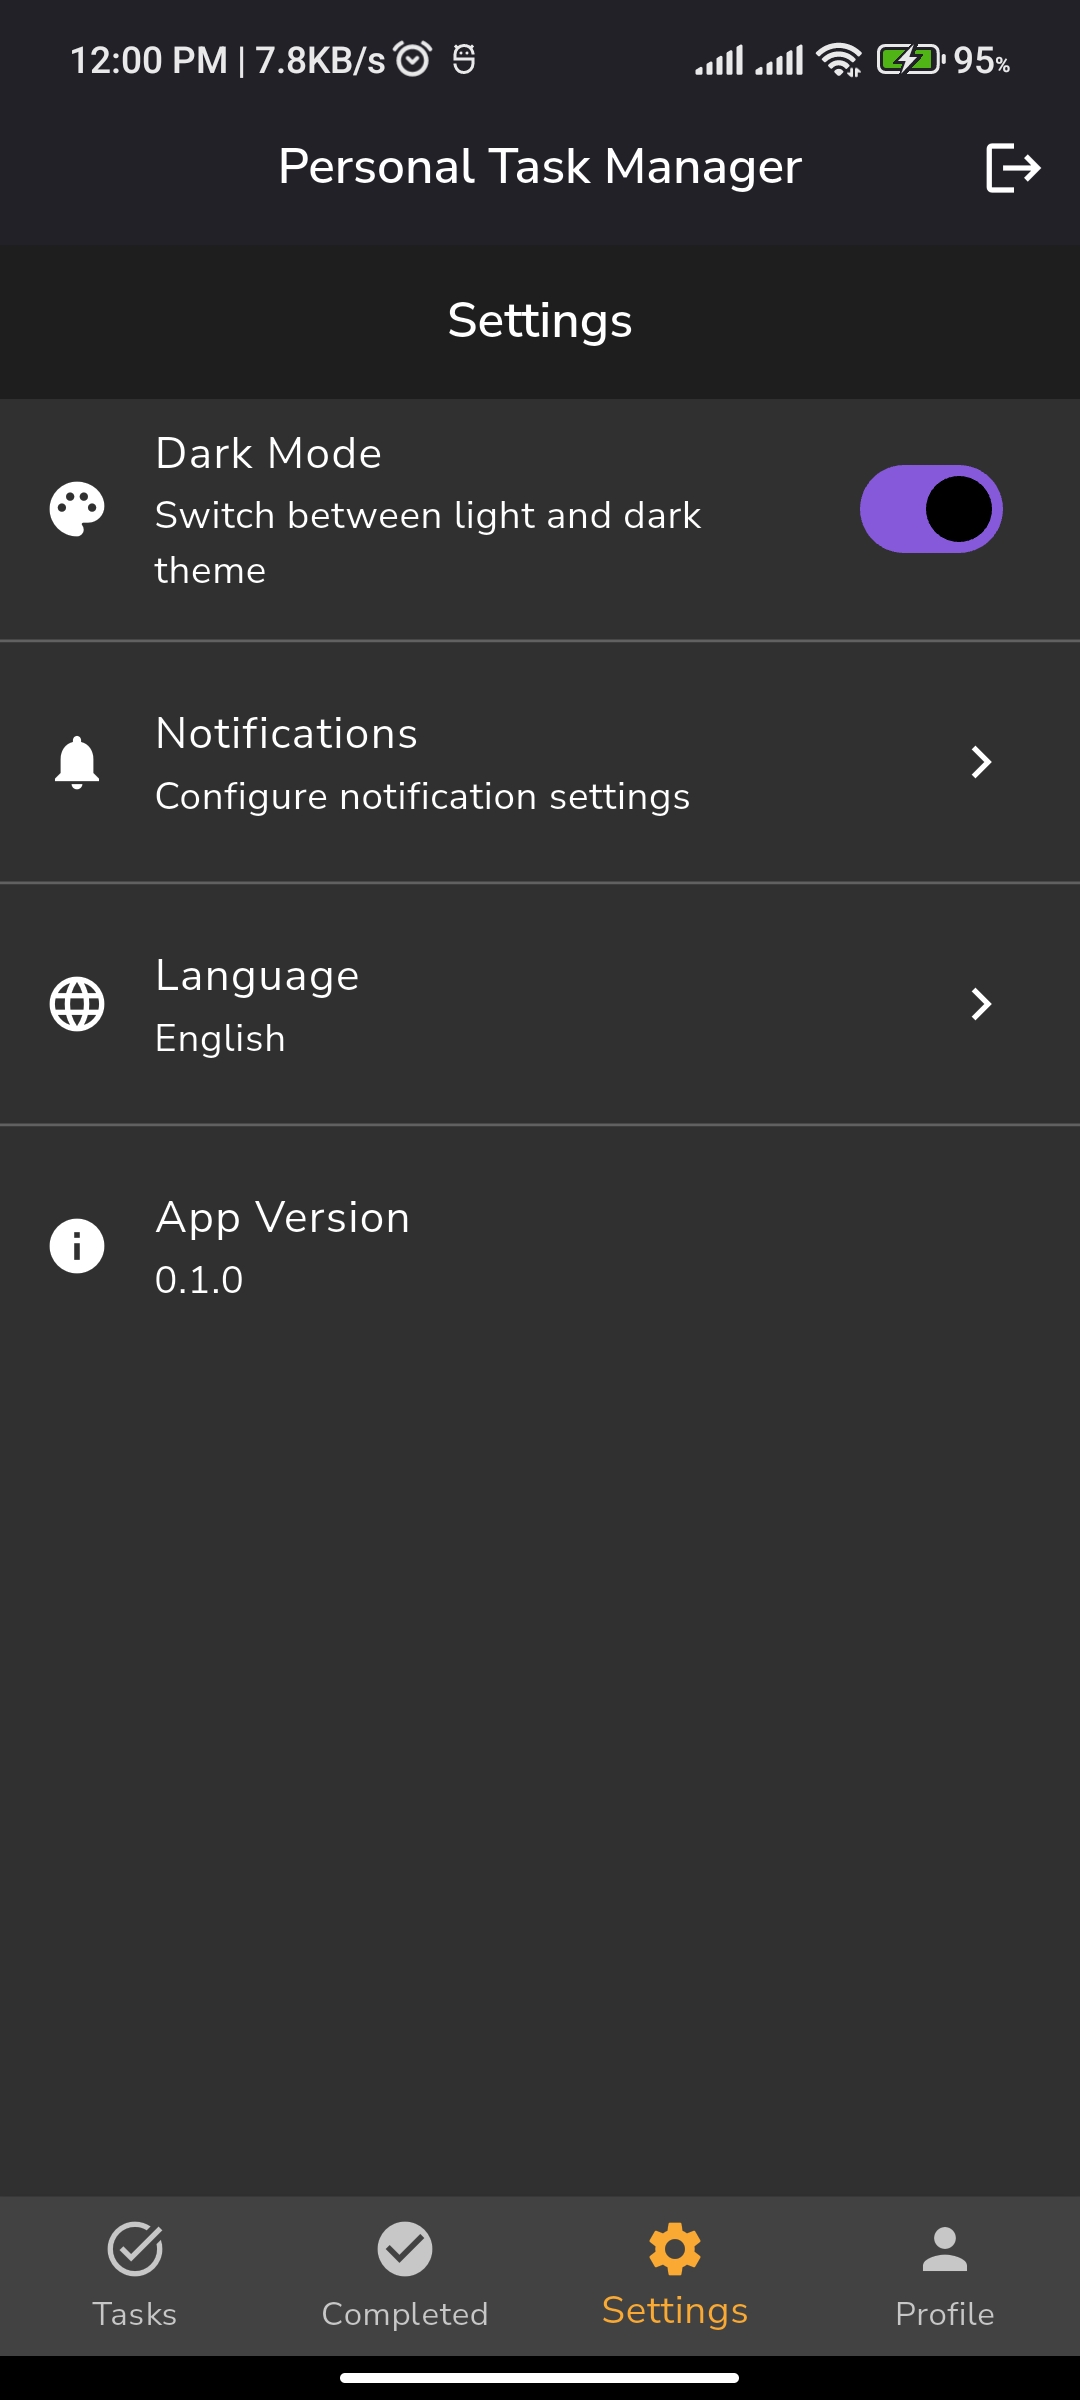 12:00 PM | 7.8KB/s
95%
Personal Task Manager
Settings
Dark Mode
Switch between light and dark
theme
Notifications
Configure notification settings
Language
English
App Version
0.1.0
Tasks
Completed
Settings
Profile